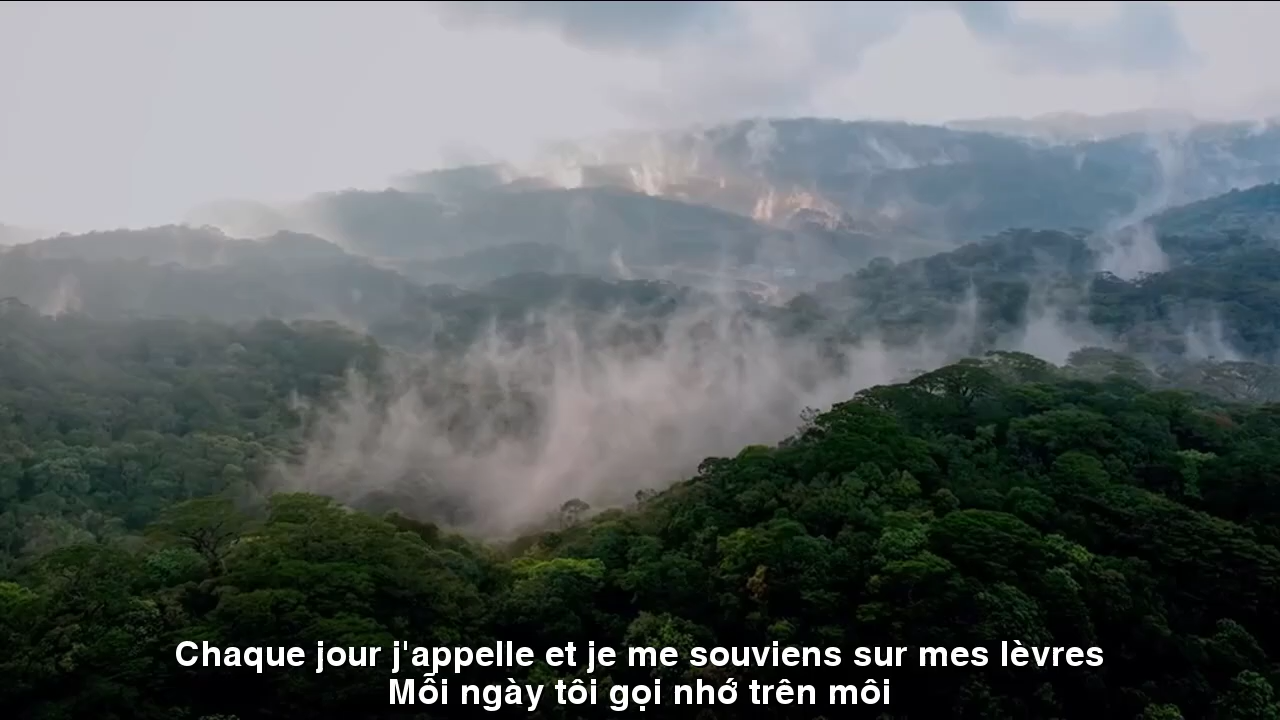 Chaque jour j'appelle et je me souviens sur mes lèvres
Mỗi ngày tôi gọi nhớ trên môi